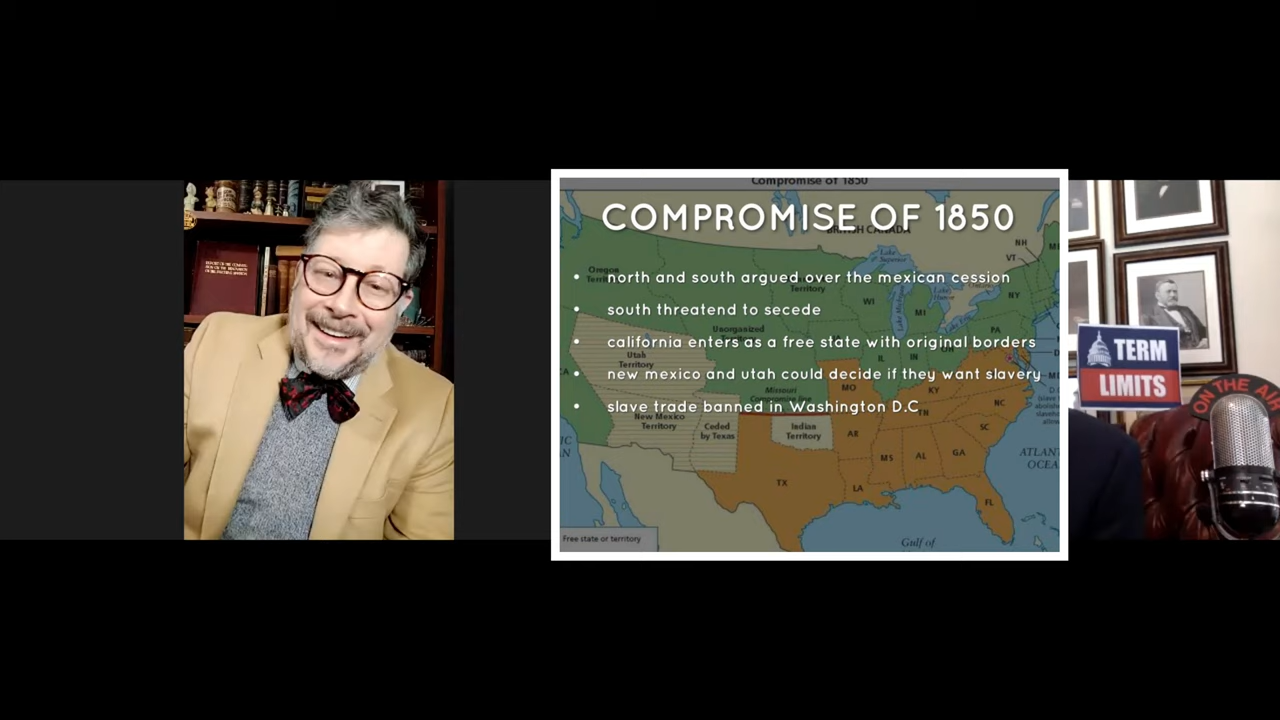 Compromise of 1850
COMPROMISE OF 1850
BRITISH CANADA
• north and south argued over the mexican cession
• south threatend to secede
• california enters as a free state with original borders
• new mexico and utah could decide if they want slavery
• slave trade banned in Washington D.C
Oregon
Territory
Lake
Superior
NH
VT
WI
MI
NY
Unorganized
PA
Utah
Territory
IL
IN
OH
Missouri
Compromise line
MO
KY
New Mexico
Territory
Ceded
by Texas
Indian
Territory
AR
TN
NC
SC
MS
AL
GA
TX
LA
FL
ATLANTIC
OCEAN
Gulf of
Free state or territory
TERM
LIMITS
ON THE AIR